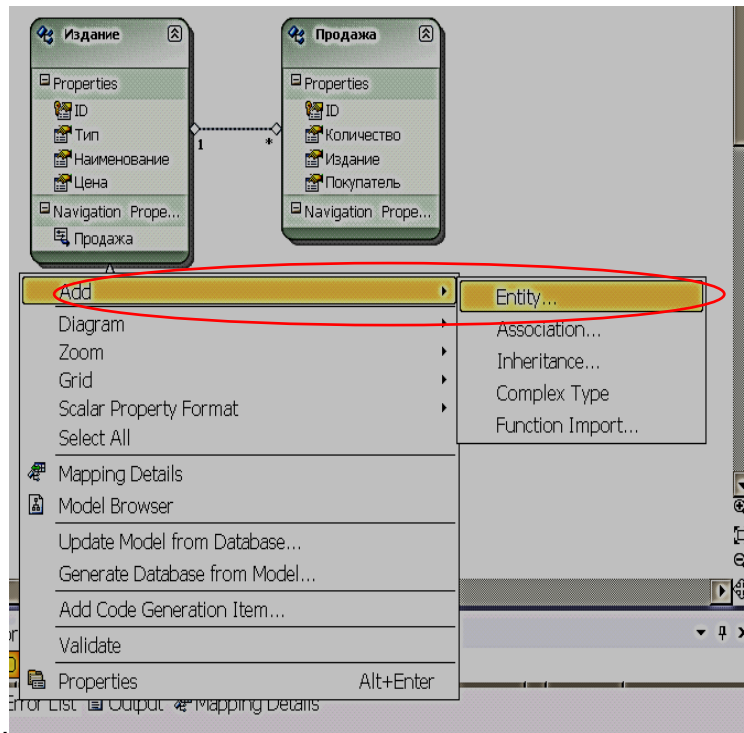 Издание
Properties
ID
Тип
Наименование
Цена
Navigation Prope...
Продажа
1
*
Продажа
Properties
ID
Количество
Издание
Покупатель
Navigation Prope...
Add
Diagram
Zoom
Grid
Scalar Property Format
Select All
Mapping Details
Model Browser
Update Model from Database...
Generate Database from Model...
Add Code Generation Item...
Validate
Properties Alt+Enter
Entity...
Association...
Inheritance...
Complex Type
Function Import...
Error List Output Mapping Details